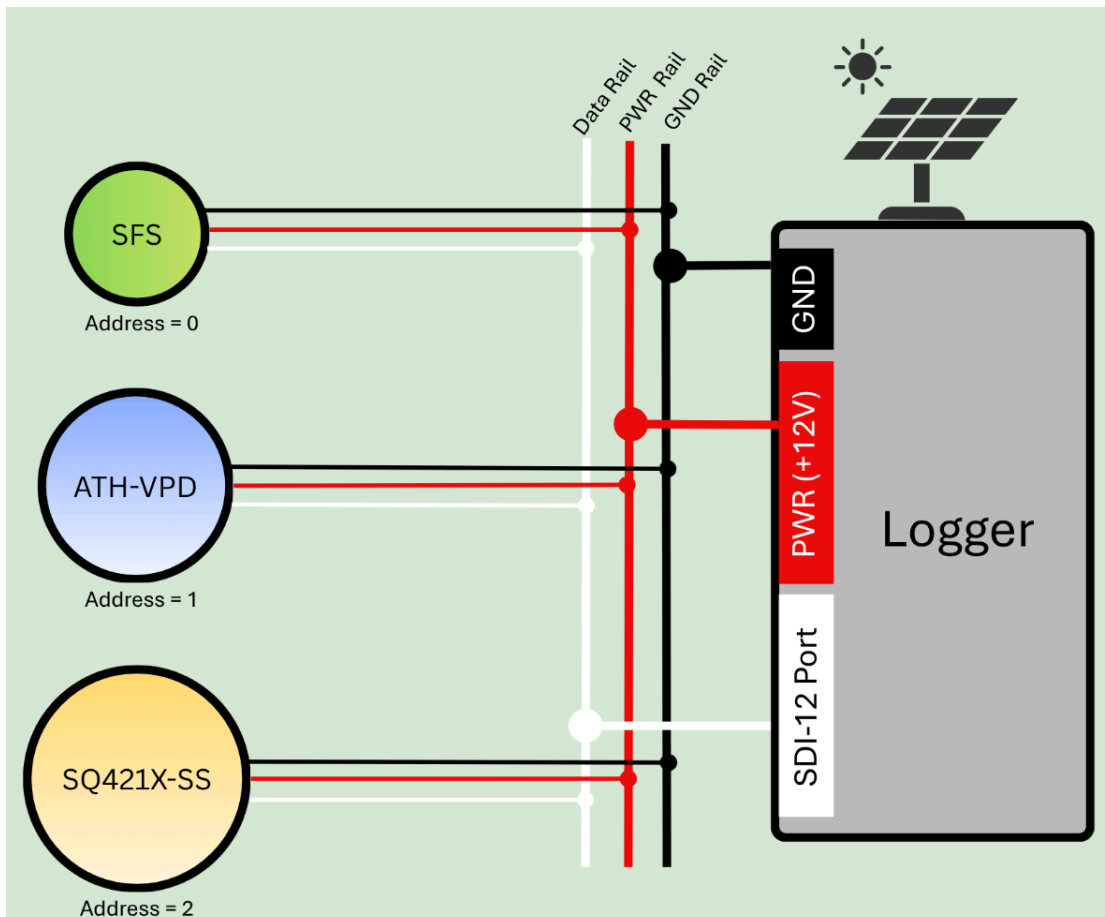 Data Rail
PWR Rail
GND Rail
SFS
Address = 0
ATH-VPD
Address = 1
SQ421X-SS
Address = 2
GND
PWR (+12V)
SDI-12 Port
Logger